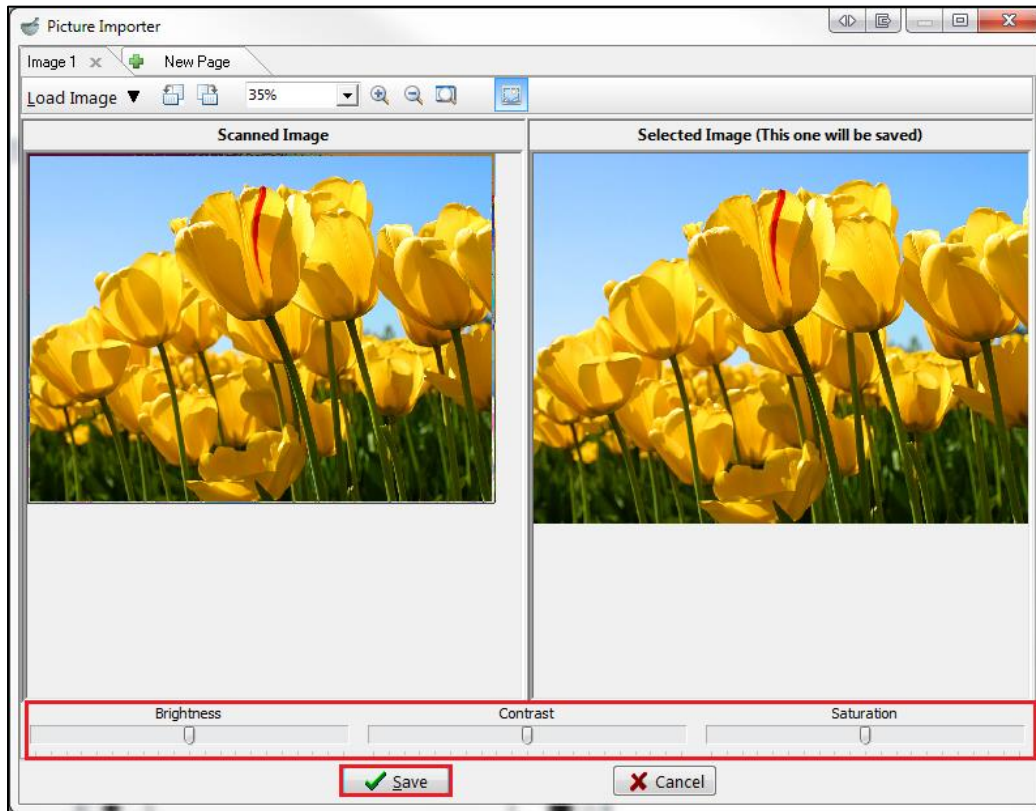 Picture Importer
Image 1 New Page
Load Image 35%
Scanned Image Selected Image (This one will be saved)
Brightness Contrast Saturation
Save Cancel